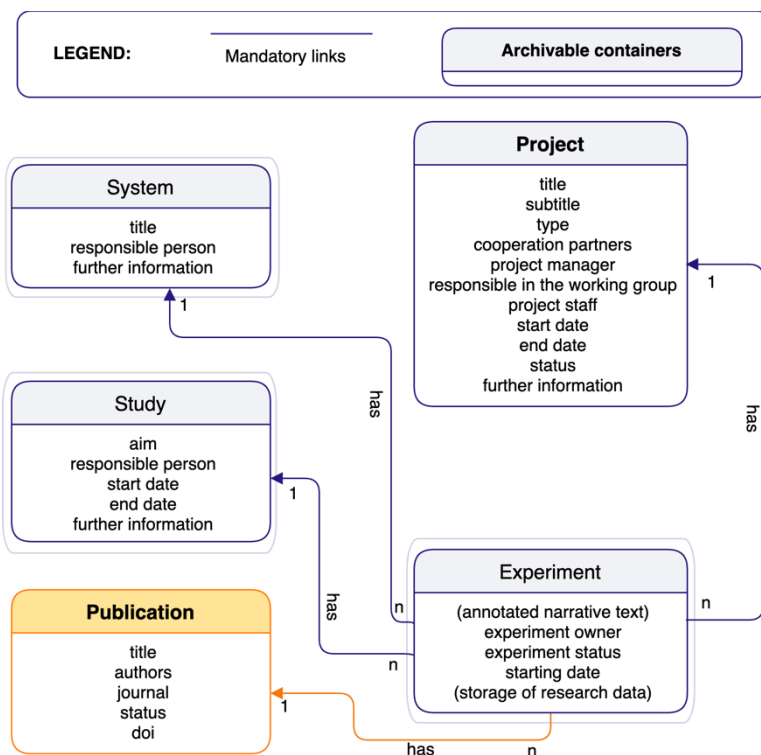 LEGEND:
Mandatory links
Archivable containers
System
title
responsible person
further information
1
Project
title
subtitle
type
cooperation partners
project manager
responsible in the working group
project staff
start date
end date
status
further information
1
has
has
Study
aim
responsible person
start date
end date
further information
1
has
Experiment
(annotated narrative text)
experiment owner
experiment status
starting date
(storage of research data)
n
n
n
Publication
title
authors
journal
status
doi
1
has
n